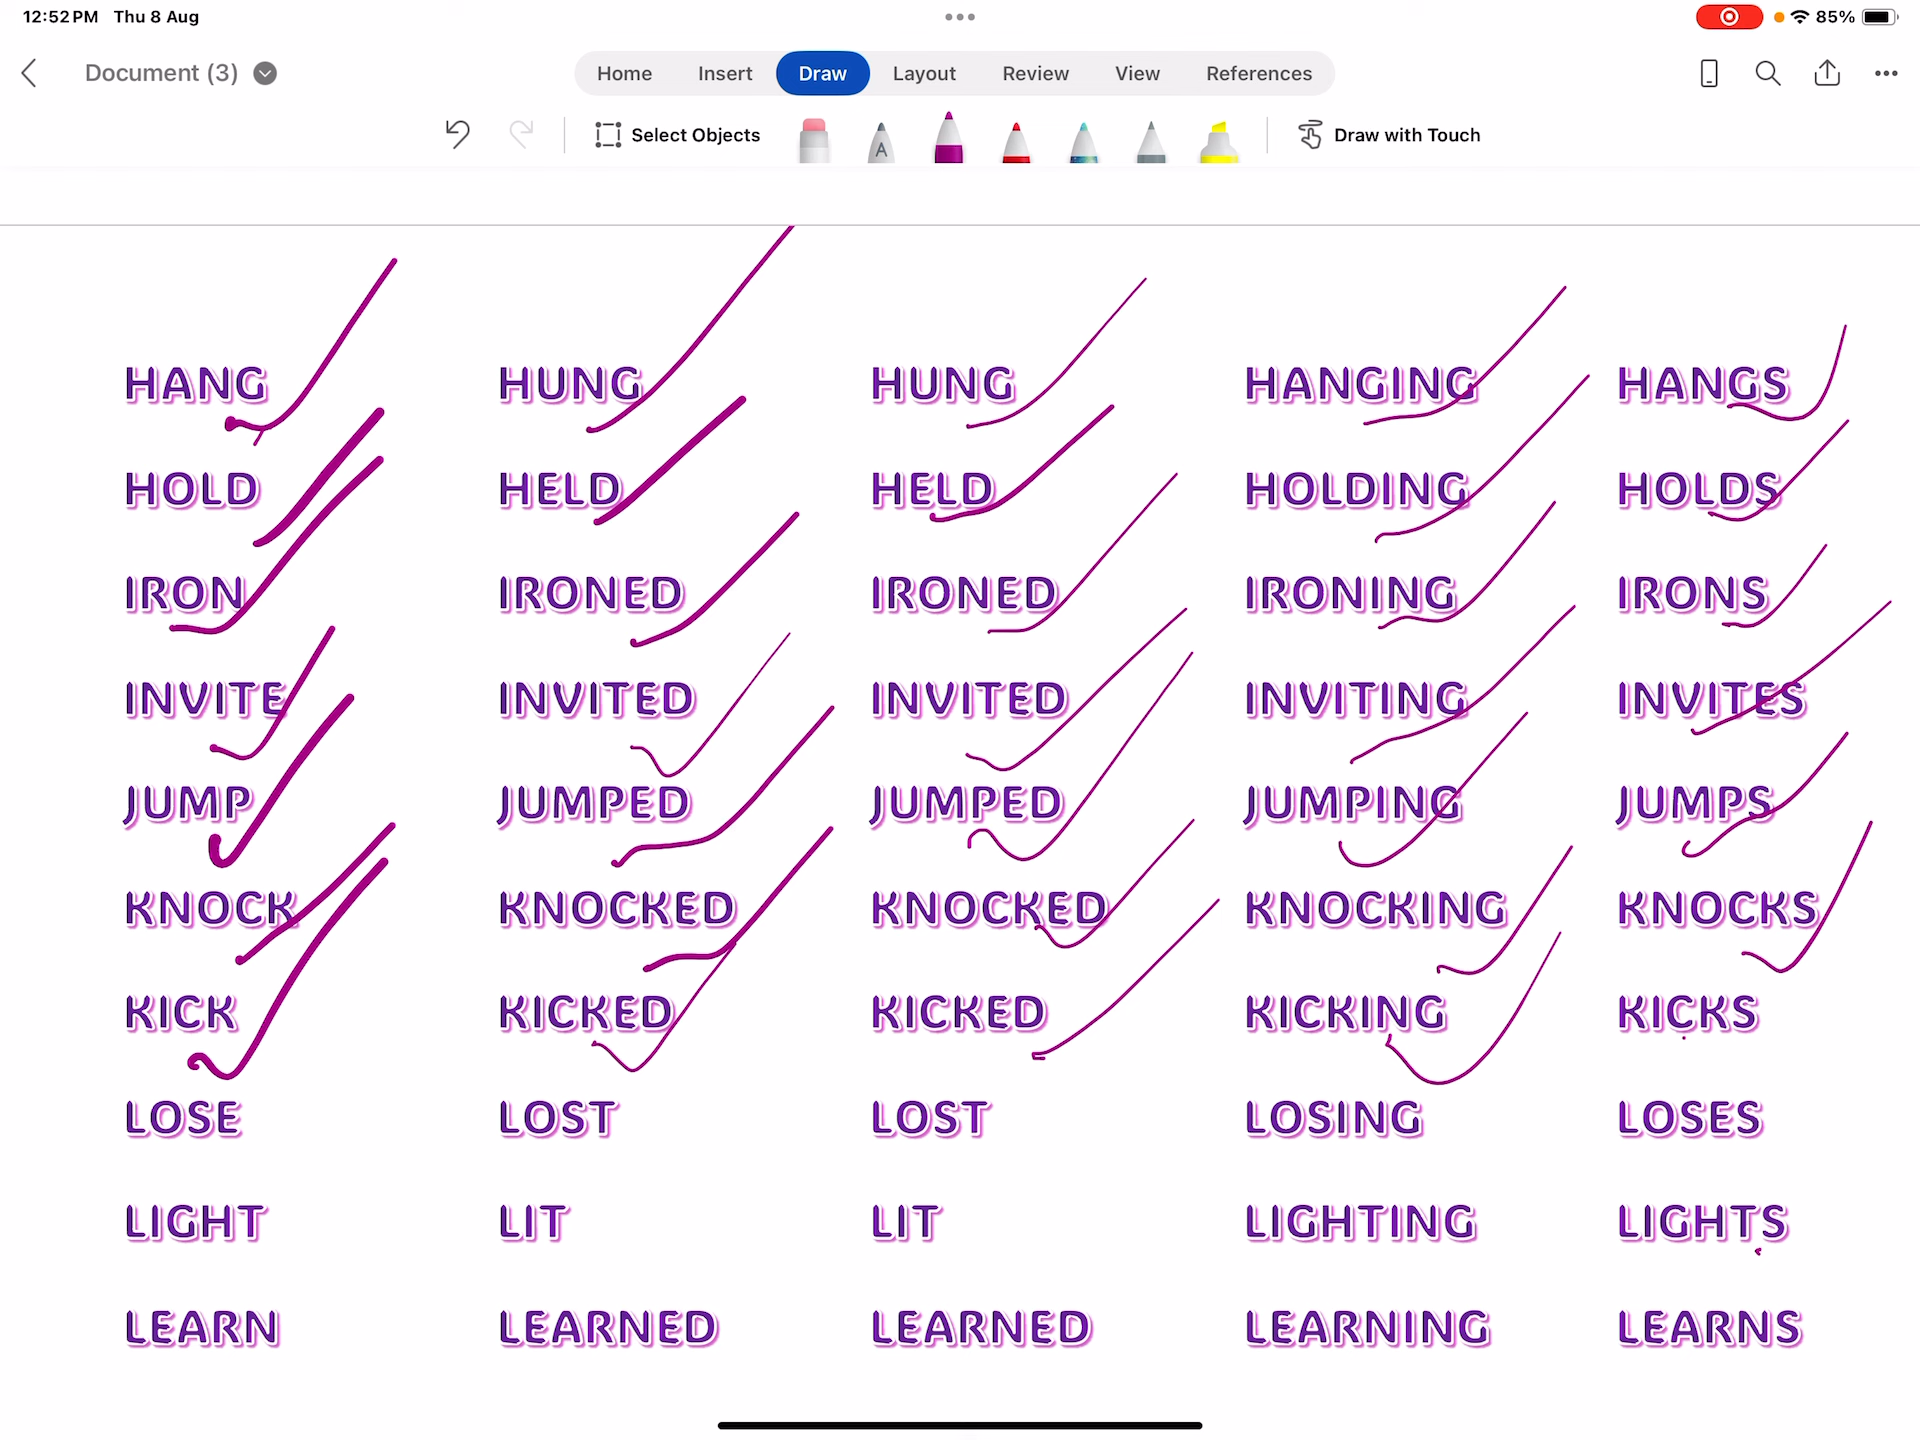 12:52 PM Thu 8 Aug 85%
Document (3) Home Insert Draw Layout Review View References
Select Objects A Draw with Touch
HANG HUNG HUNG HANGING HANGS
HOLD HELD HELD HOLDING HOLDS
IRON IRONED IRONED IRONING IRONS
INVITE INVITED INVITED INVITING INVITES
JUMP JUMPED JUMPED JUMPING JUMPS
KNOCK KNOCKED KNOCKED KNOCKING KNOCKS
KICK KICKED KICKED KICKING KICKS
LOSE LOST LOST LOSING LOSES
LIGHT LIT LIT LIGHTING LIGHTS
LEARN LEARNED LEARNED LEARNING LEARNS